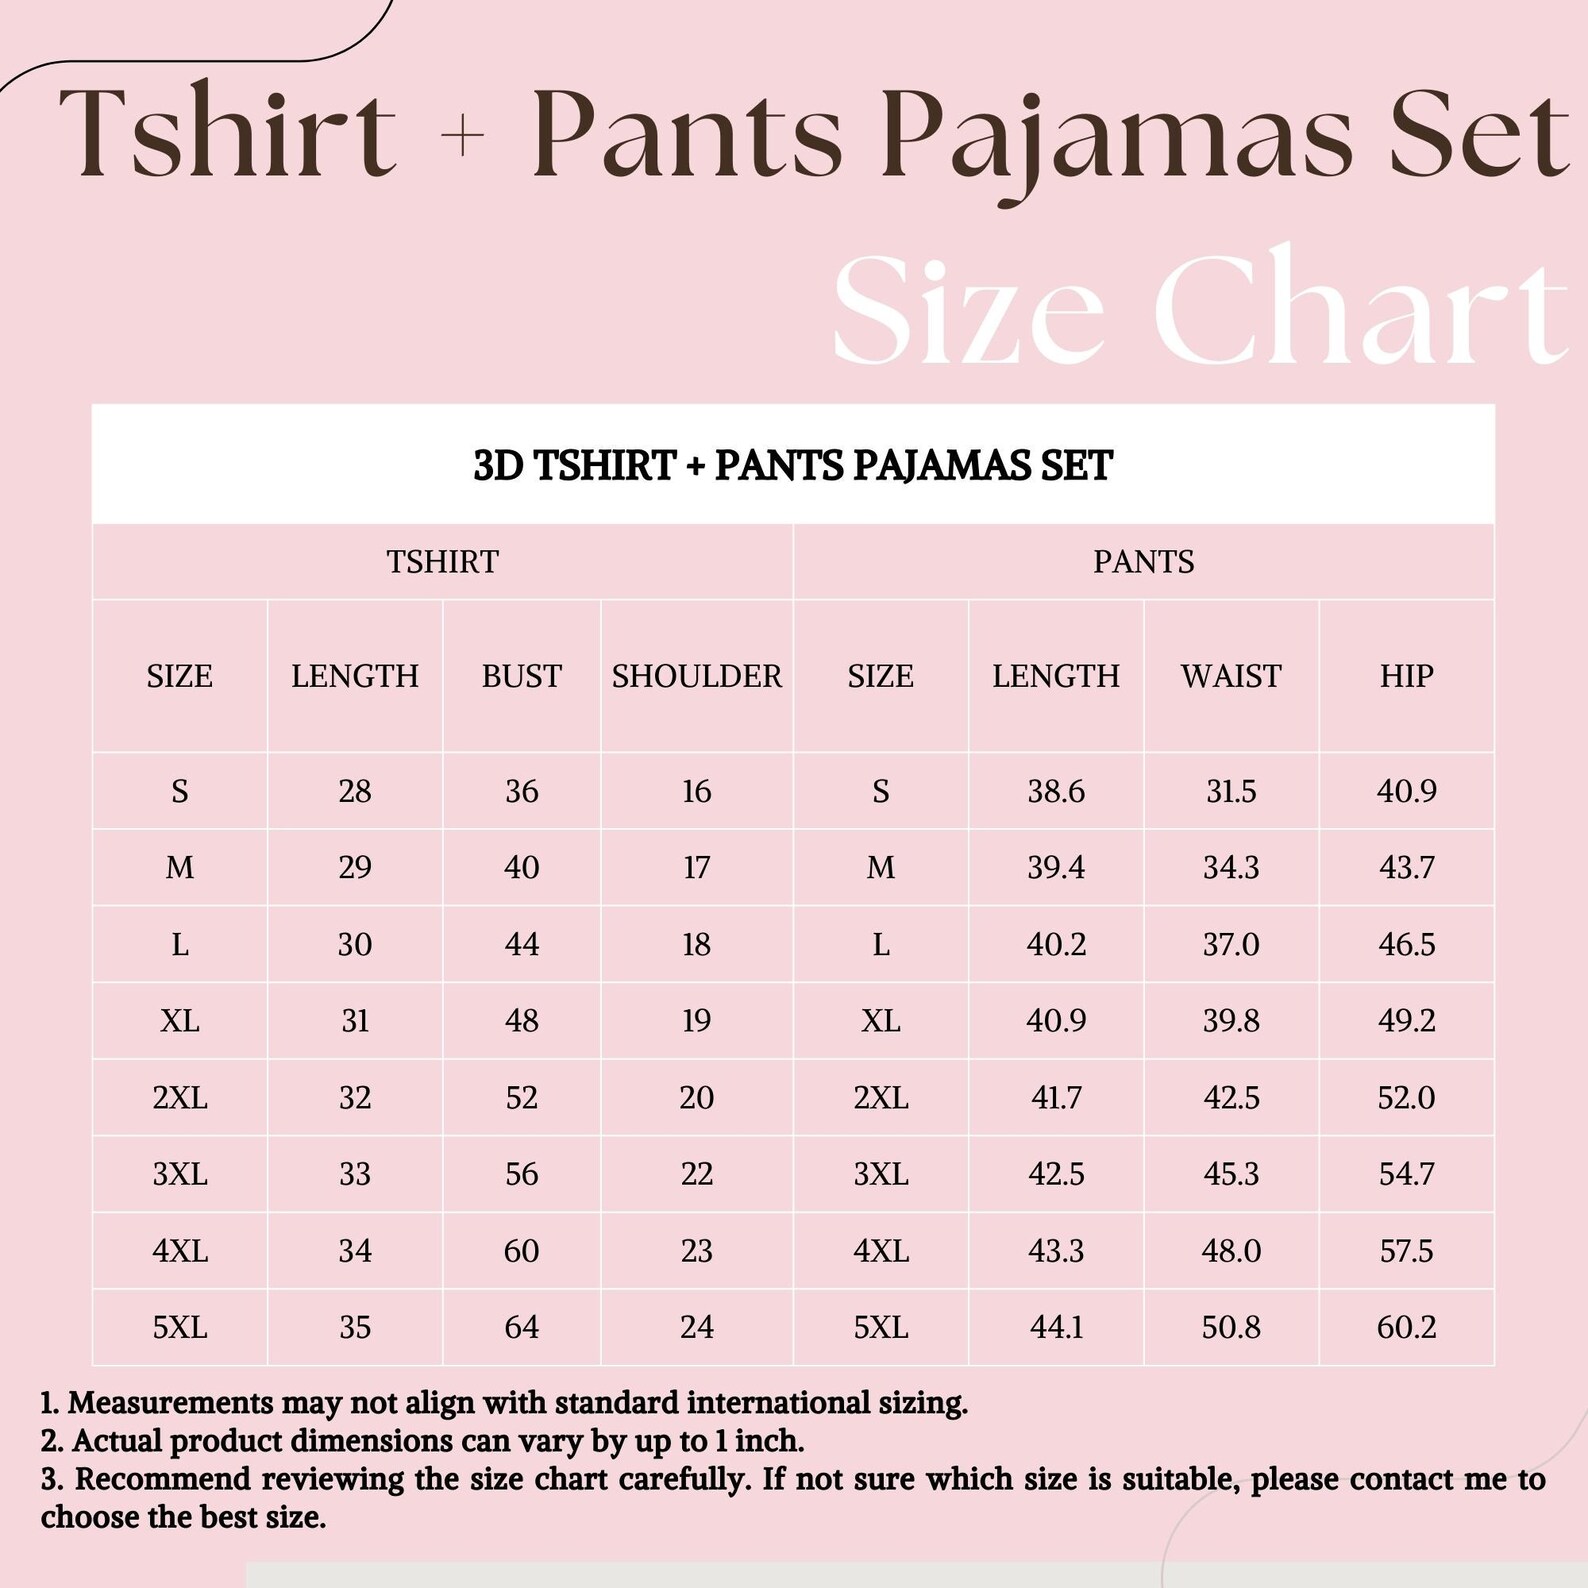 Tshirt + Pants Pajamas Set
Size Chart
3D TSHIRT + PANTS PAJAMAS SET
TSHIRT PANTS
SIZE LENGTH BUST SHOULDER SIZE LENGTH WAIST HIP
S 28 36 16 S 38.6 31.5 40.9
M 29 40 17 M 39.4 34.3 43.7
L 30 44 18 L 40.2 37.0 46.5
XL 31 48 19 XL 40.9 39.8 49.2
2XL 32 52 20 2XL 41.7 42.5 52.0
3XL 33 56 22 3XL 42.5 45.3 54.7
4XL 34 60 23 4XL 43.3 48.0 57.5
5XL 35 64 24 5XL 44.1 50.8 60.2
1. Measurements may not align with standard international sizing.
2. Actual product dimensions can vary by up to 1 inch.
3. Recommend reviewing the size chart carefully. If not sure which size is suitable, please contact me to
choose the best size.